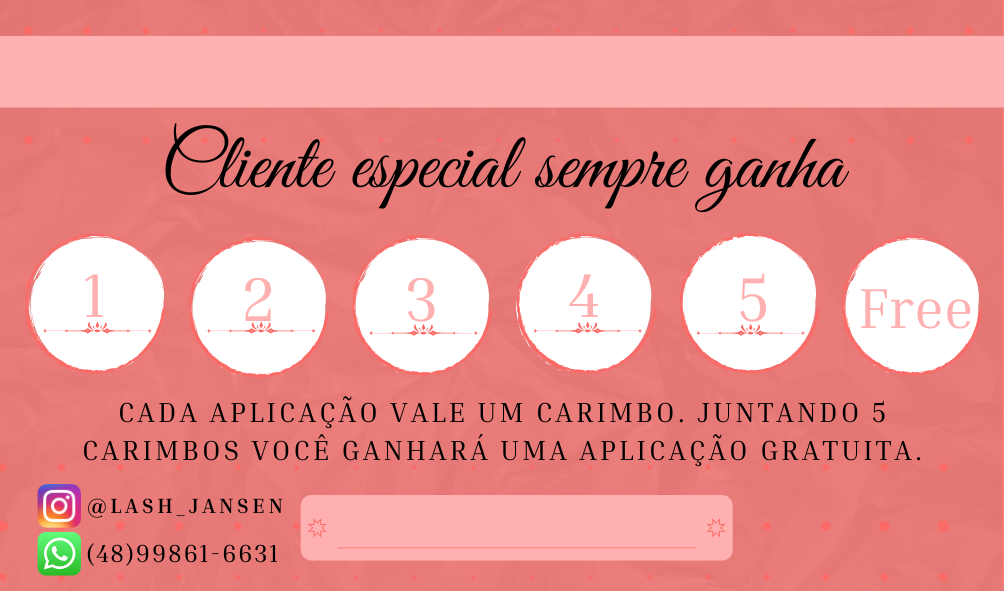 Cliente especial sempre ganha
1 2 3 4 5 Free
CADA APLICAÇÃO VALE UM CARIMBO. JUNTANDO 5
CARIMBOS VOCÊ GANHARÁ UMA APLICAÇÃO GRATUITA.
@LASH_JANSEN
(48)99861-6631